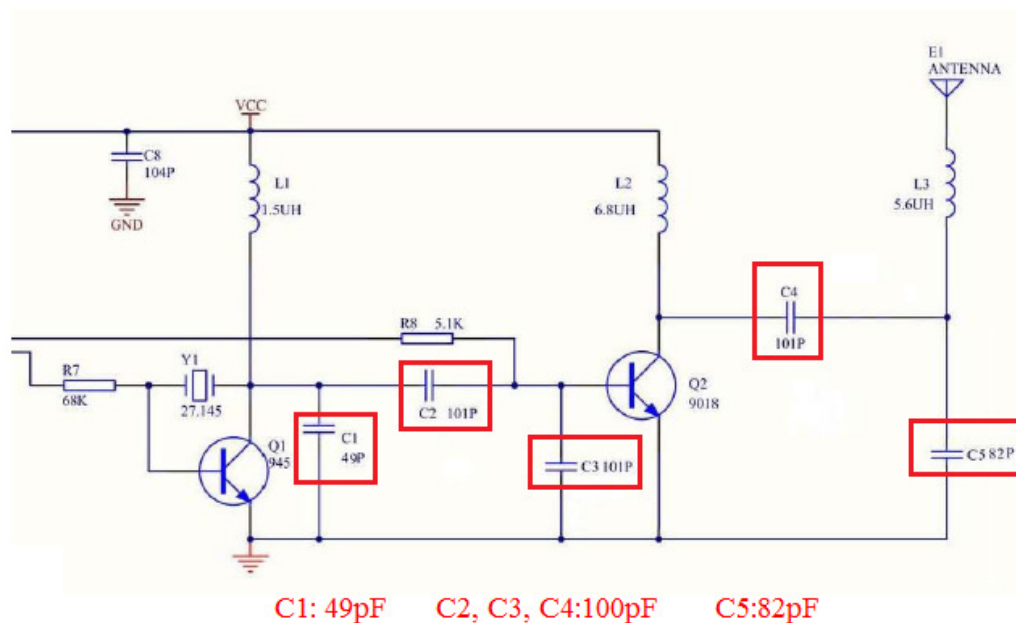 E1
ANTENNA
VCC
C8
104P
GND
L1
1.5UH
L2
6.8UH
L3
5.6UH
C4
101P
R8 5.1K
R7
68K
Y1
27.145
C2 101P
Q2
9018
Q1
945
C1
49P
C3 101P
C5 82P
C1: 49pF C2, C3, C4:100pF C5:82pF